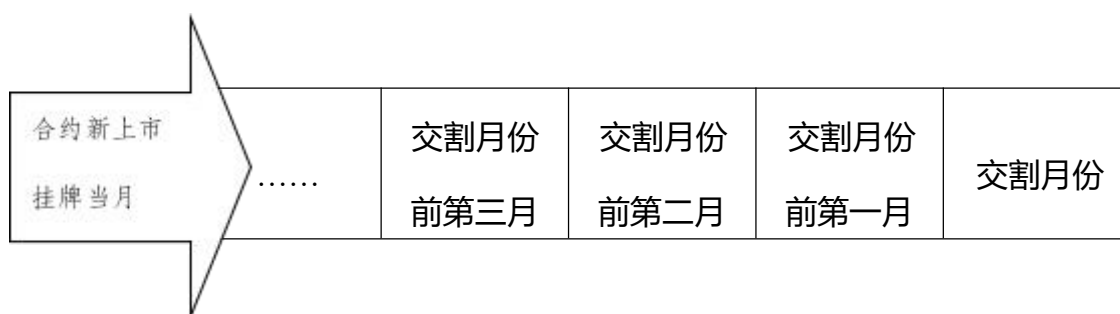 合约新上市
挂牌当月
……
交割月份
前第三月
交割月份
前第二月
交割月份
前第一月
交割月份